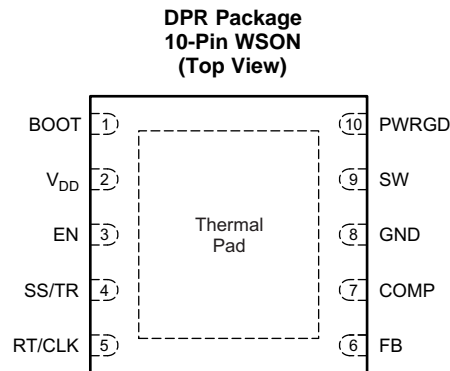 DPR Package
10-Pin WSON
(Top View)
BOOT 1 10 PWRGD
VDD 2 9 SW
EN 3 Thermal Pad 8 GND
SS/TR 4 7 COMP
RT/CLK 5 6 FB